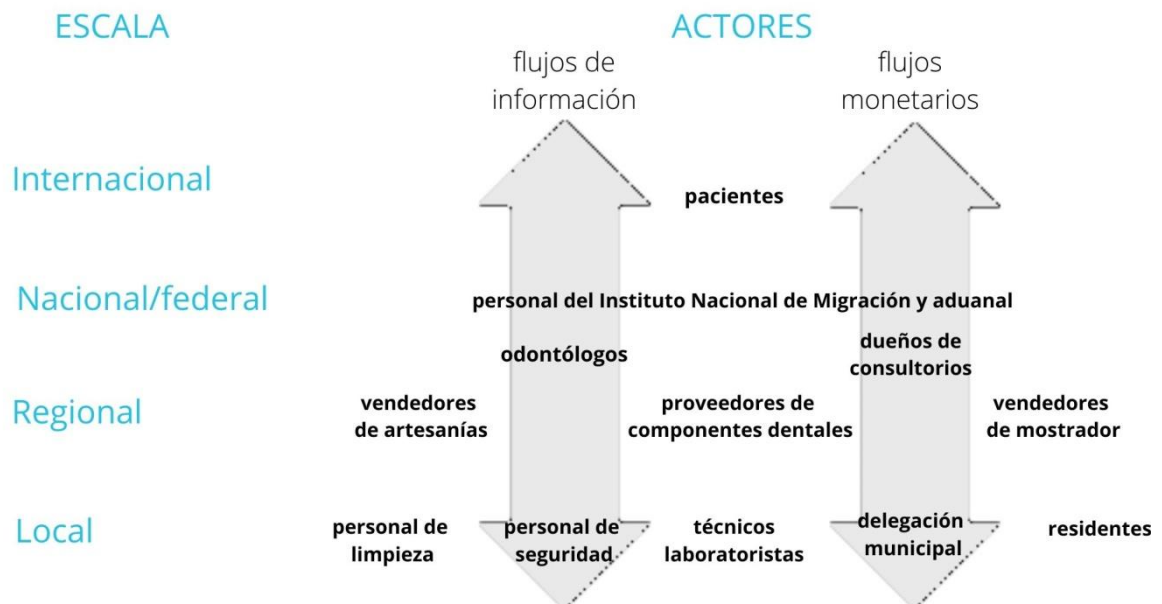 ESCALA
ACTORES
flujos de
información
flujos
monetarios
Internacional
pacientes
Nacional/federal
personal del Instituto Nacional de Migración y aduanal
odontólogos
dueños de
consultorios
Regional
vendedores
de artesanías
proveedores de
componentes dentales
vendedores
de mostrador
Local
personal de
limpieza
personal de
seguridad
técnicos
laboratoristas
delegación
municipal
residentes